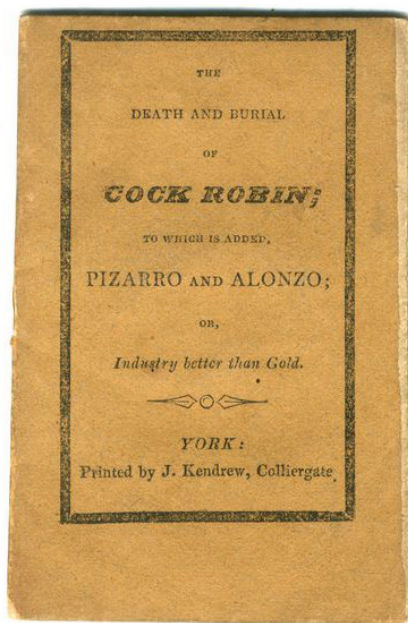 THE
DEATH AND BURIAL
OF
COCK ROBIN;
TO WHICH IS ADDED,
PIZARRO AND ALONZO;
OR,
Industry better than Gold.
YORK:
Printed by J. Kendrew, Colliergate.